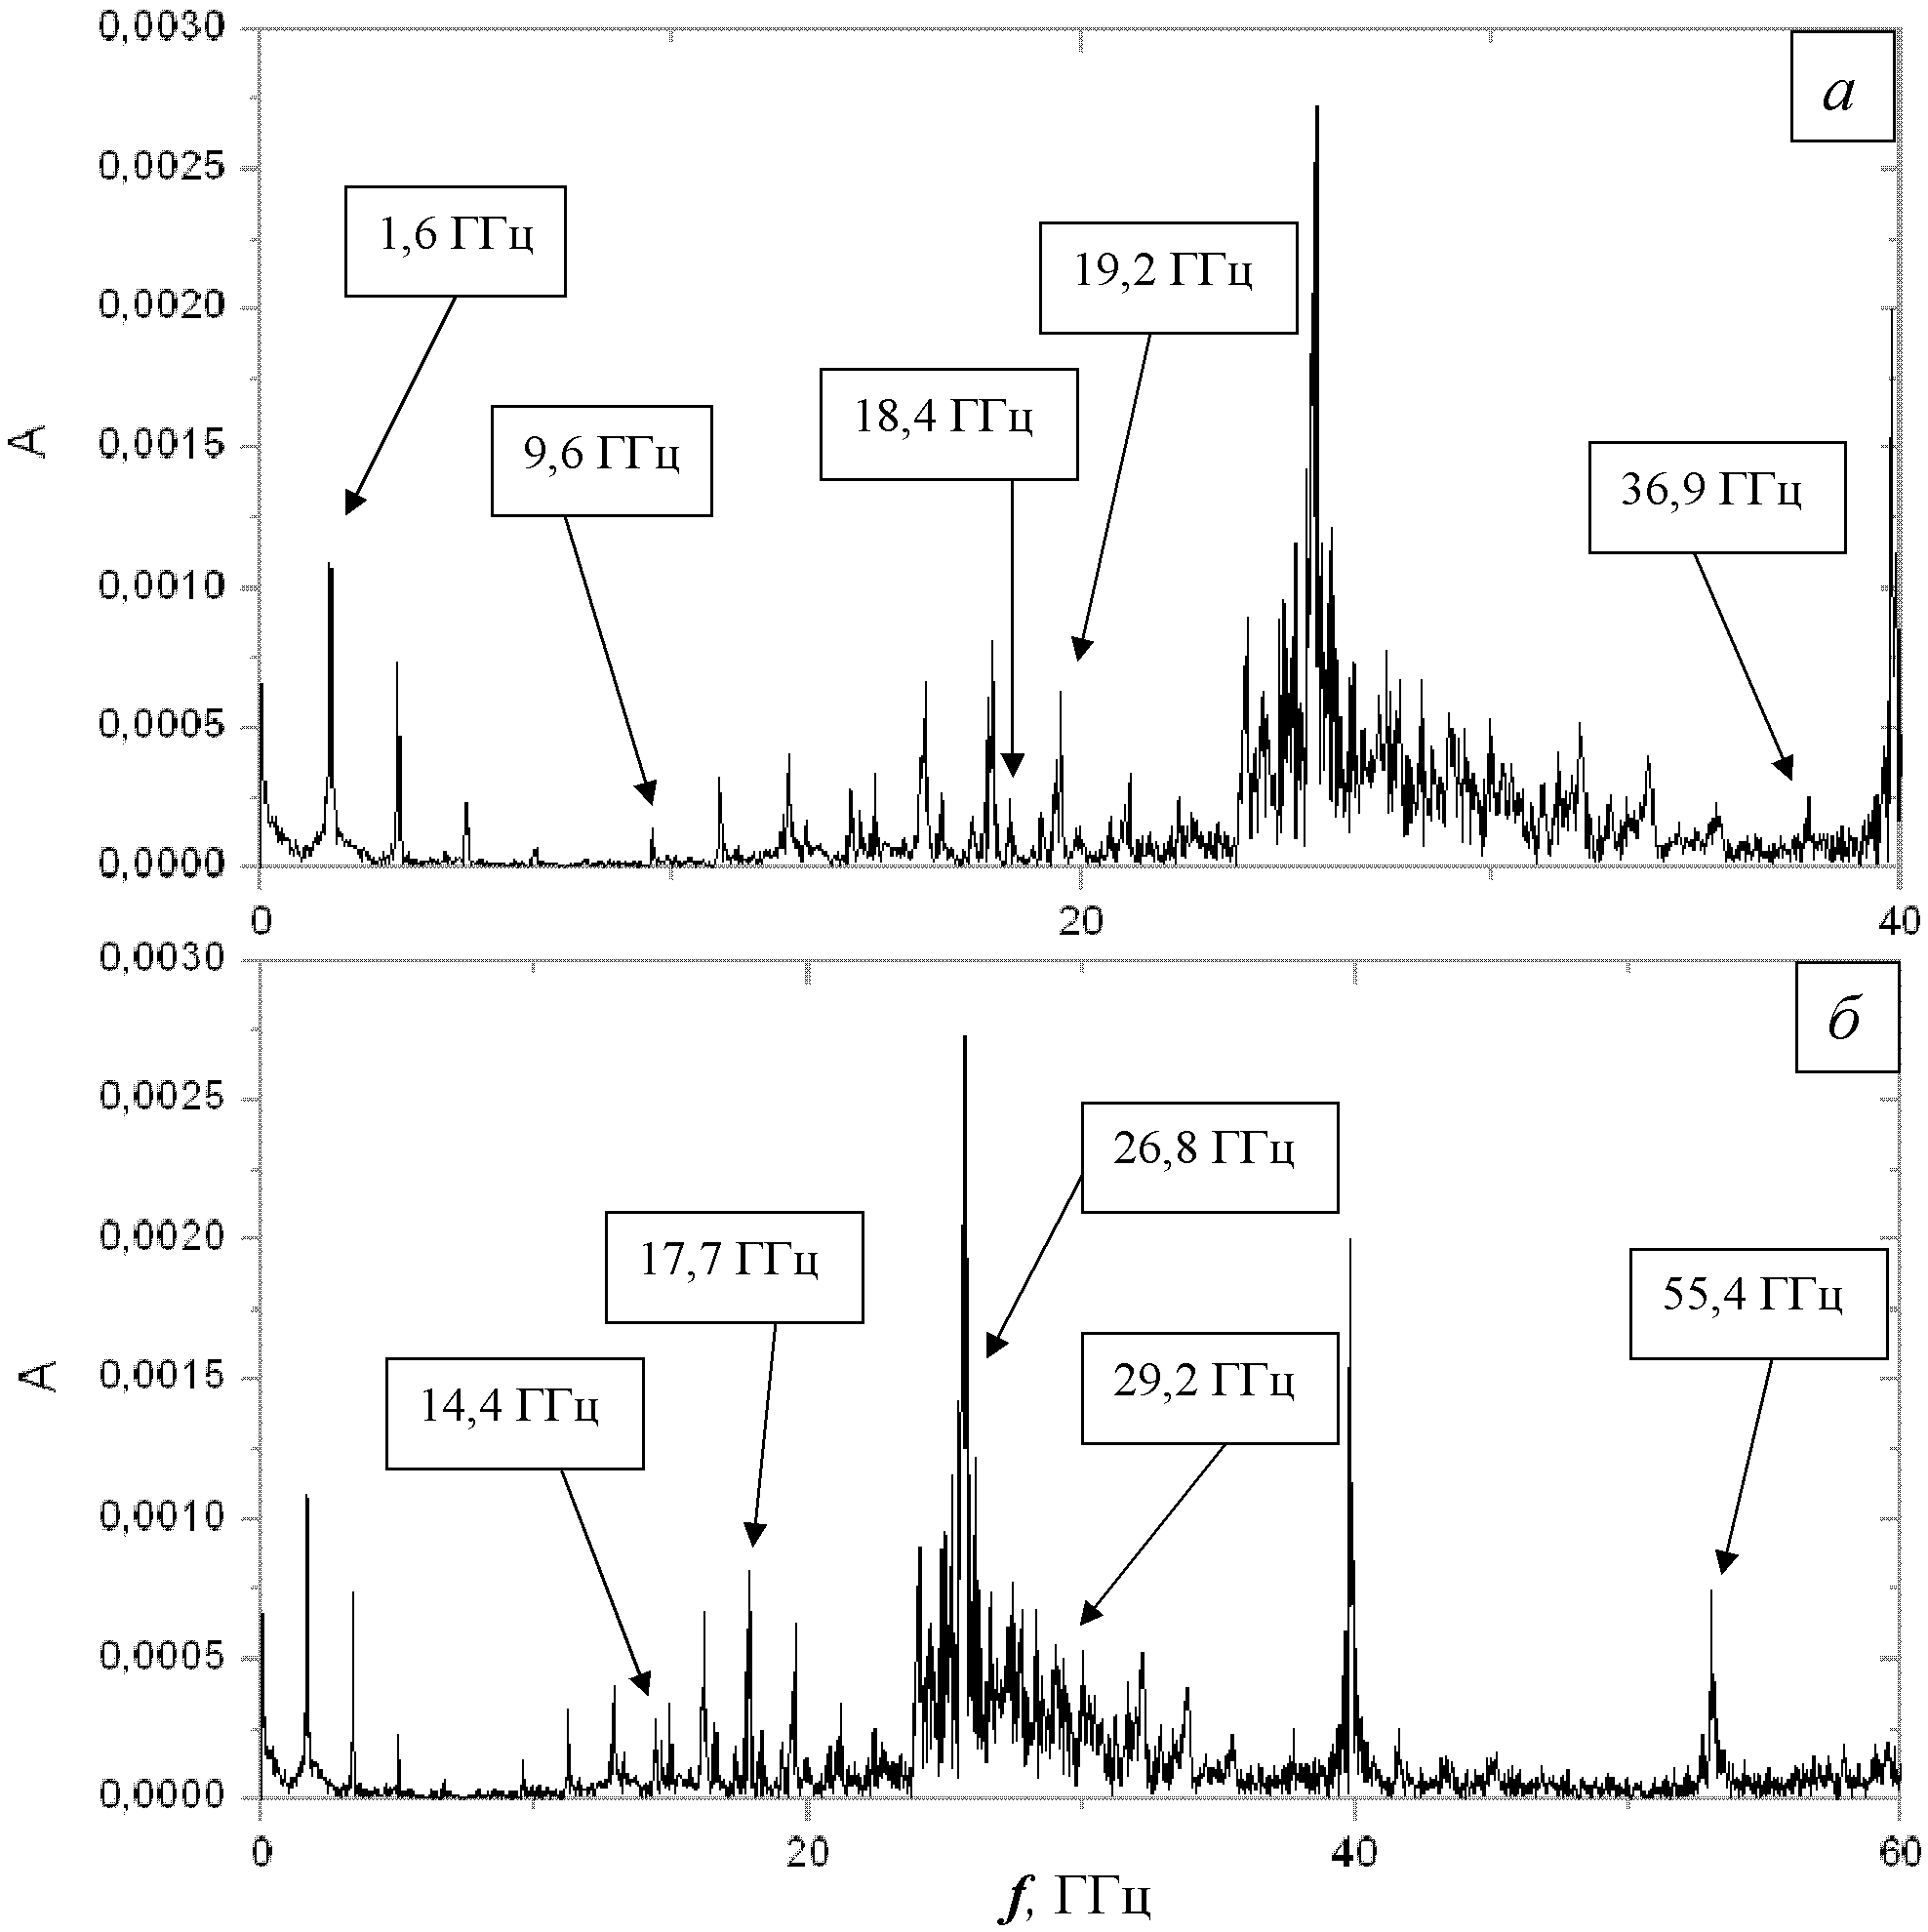 0,0030
а
0,0025
1,6 ГГц
19,2 ГГц
0,0020
18,4 ГГц
9,6 ГГц
0,0015
A
36,9 ГГц
0,0010
0,0005
0,0000
0 20 40
0,0030
б
0,0025
26,8 ГГц
0,0020
17,7 ГГц
55,4 ГГц
0,0015
A
29,2 ГГц
14,4 ГГц
0,0010
0,0005
0,0000
0 20 40 60
f, ГГц